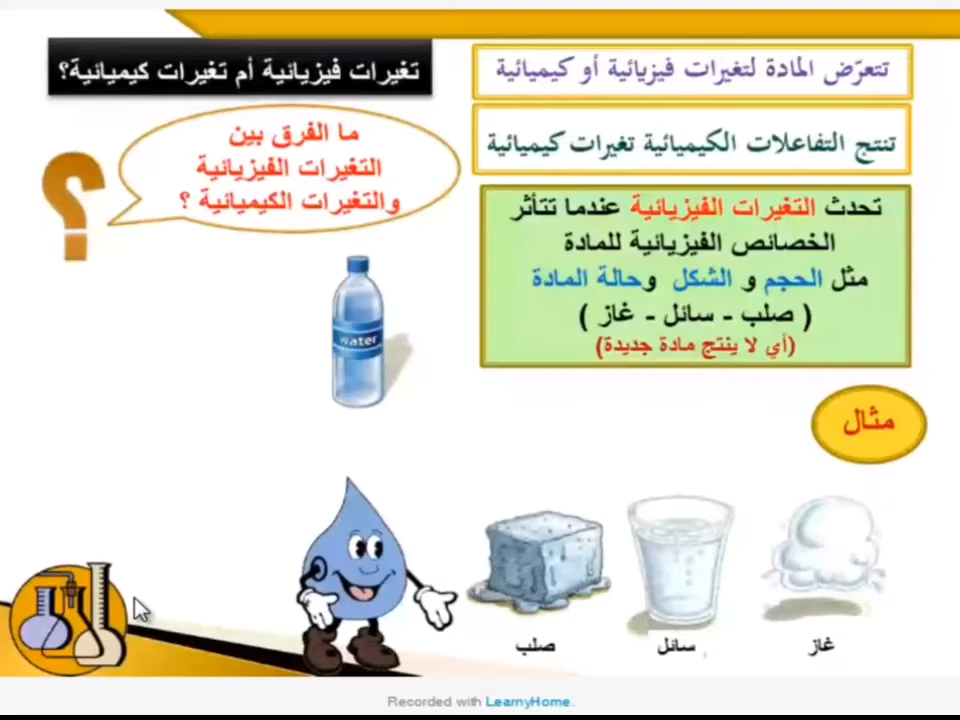 تغيرات فيزيائية أم تغيرات كيميائية؟
تتعرّض المادة لتغيرات فيزيائية أو كيميائية
ما الفرق بين
التغيرات الفيزيائية
والتغيرات الكيميائية ؟
تنتج التفاعلات الكيميائية تغيرات كيميائية
تحدث التغيرات الفيزيائية عندما تتأثر
الخصائص الفيزيائية للمادة
مثل الحجم و الشكل وحالة المادة
( صلب - سائل - غاز )
(أي لا ينتج مادة جديدة)
water
مثال
غاز
سائل
صلب
Recorded with LearnyHome.